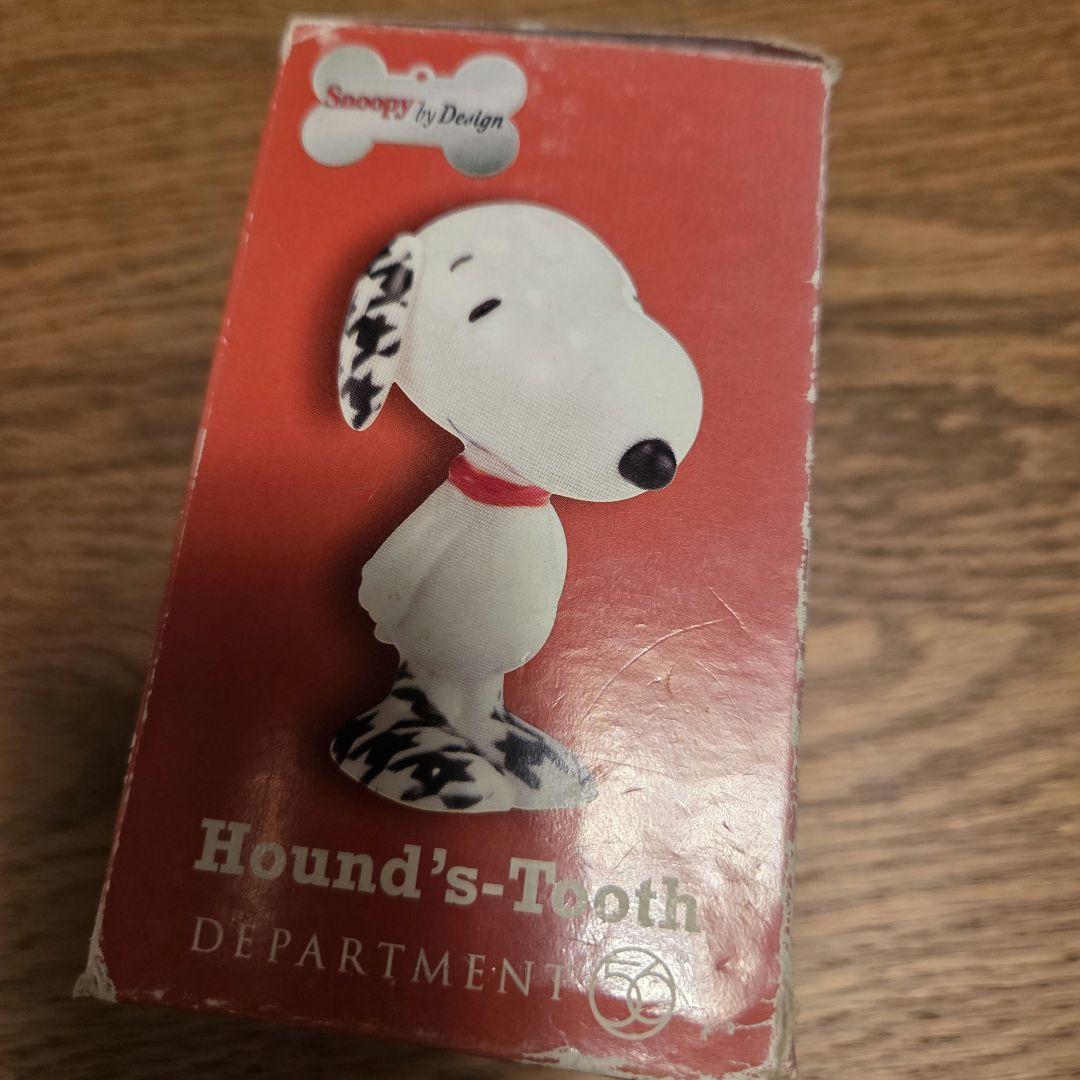 Snoopy by Design
Hound's-Tooth
DEPARTMENT 56®